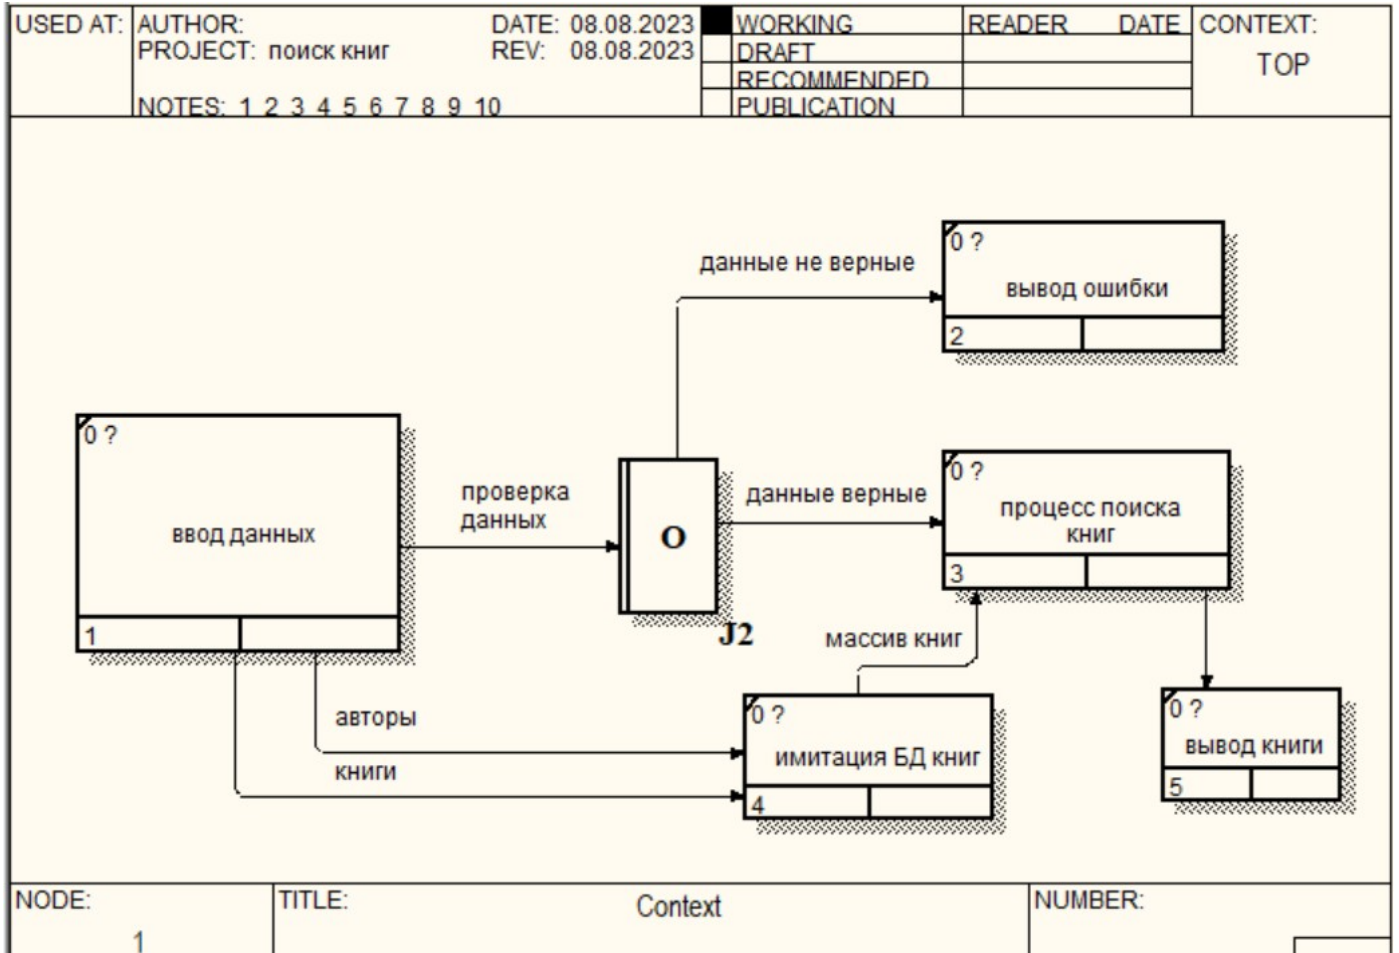 USED AT: AUTHOR: DATE: 08.08.2023 WORKING READER DATE CONTEXT:
PROJECT: поиск книг REV: 08.08.2023 DRAFT TOP
RECOMMENDED
NOTES: 1 2 3 4 5 6 7 8 9 10 PUBLICATION
0 ?
данные не верные
вывод ошибки
2
0 ?
ввод данных
1
проверка
данных
O
J2
данные верные
0 ?
процесс поиска
книг
3
массив книг
авторы
книги
0 ?
имитация БД книг
4
0 ?
вывод книги
5
NODE: TITLE: Context NUMBER:
1